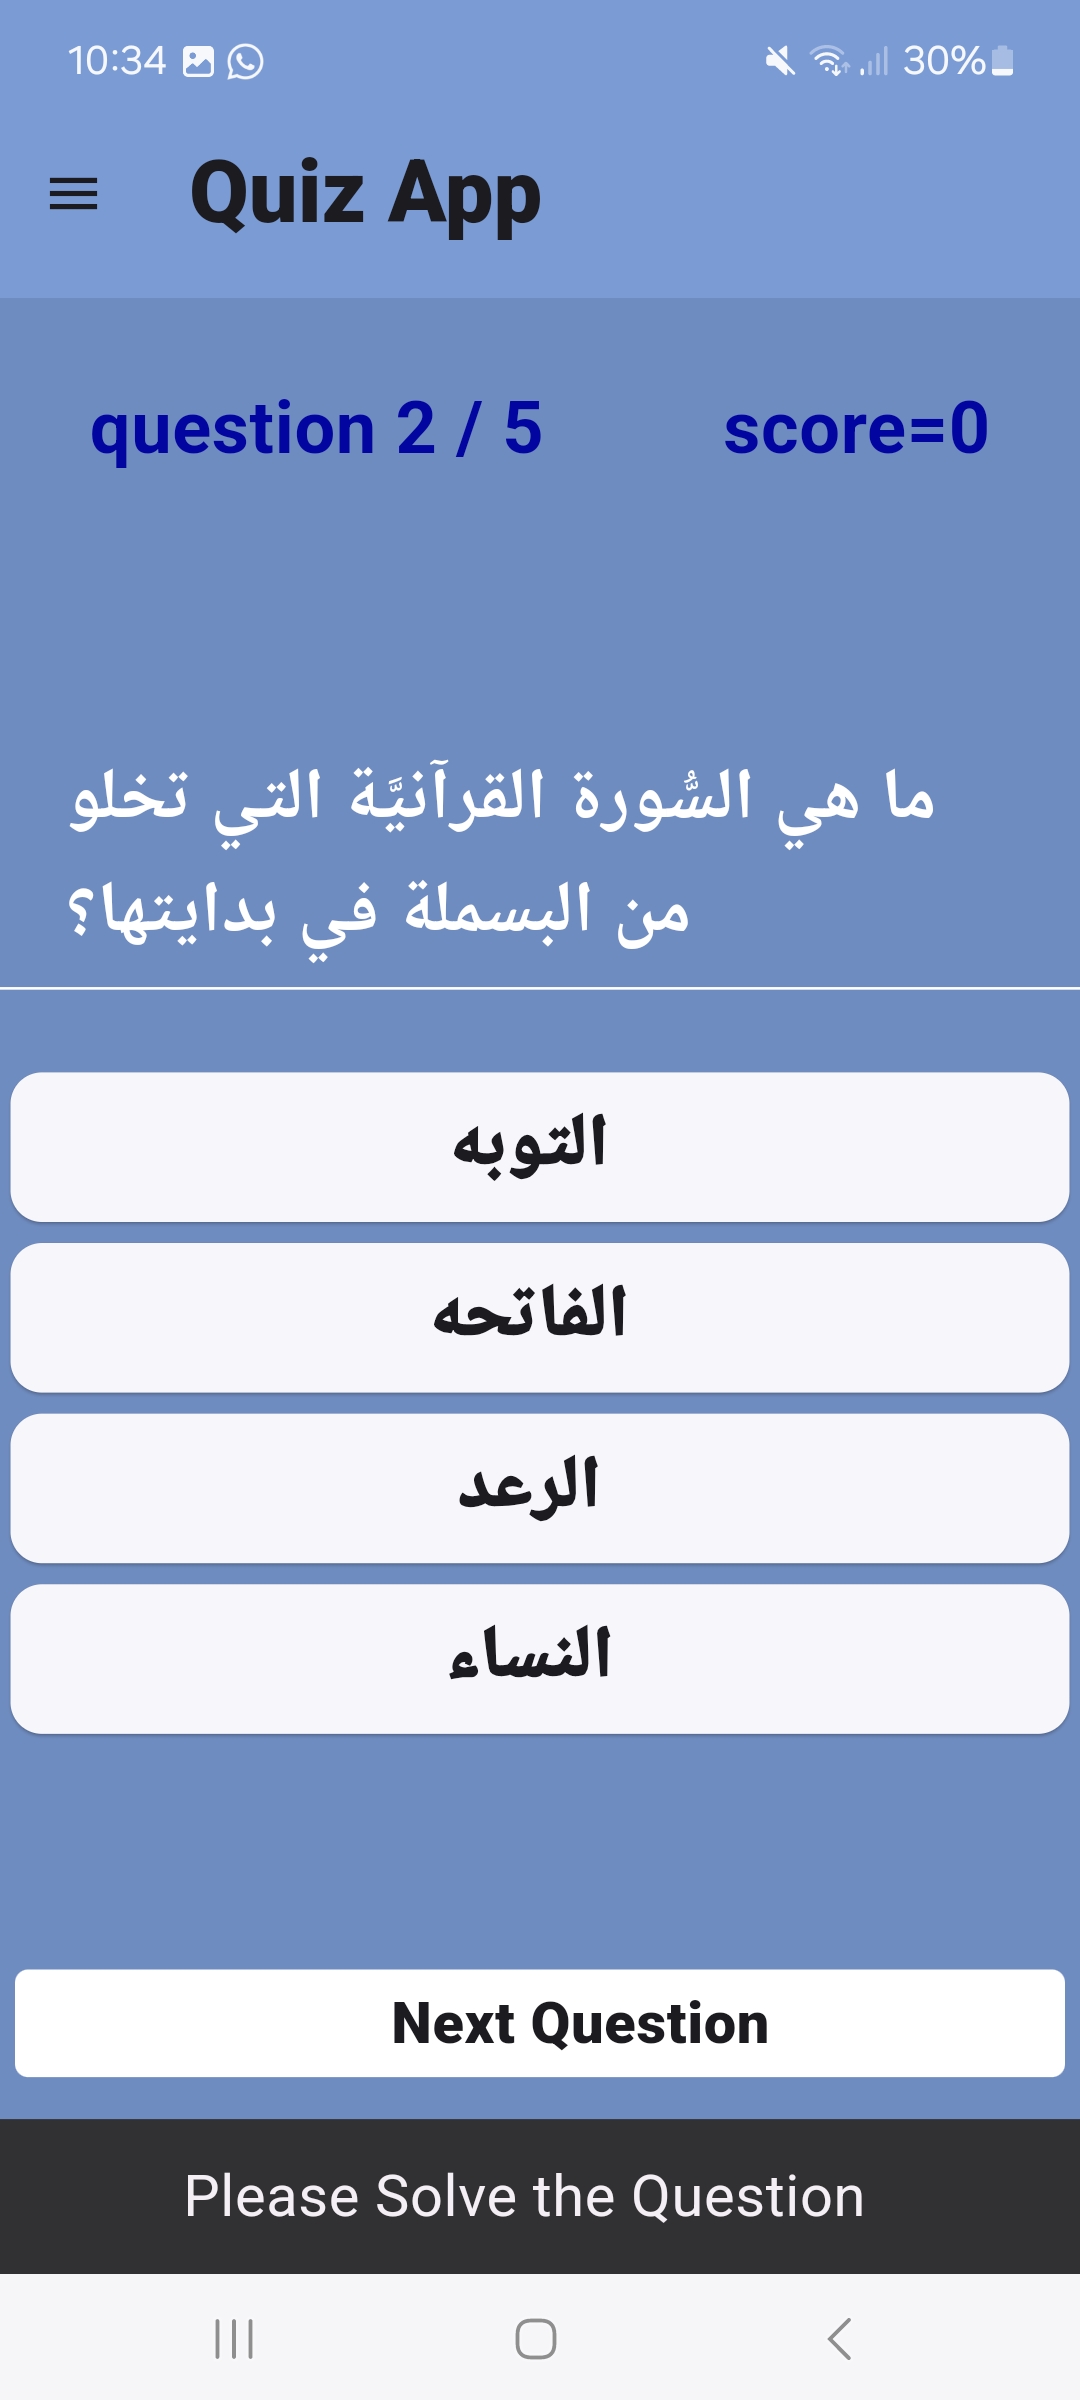 10:34
30%
Quiz App
question 2 / 5
score=0
ما هي السُّورة القرآنيَّة التي تخلو
من البسملة في بدايتها؟
التوبه
الفاتحه
الرعد
النساء
Next Question
Please Solve the Question